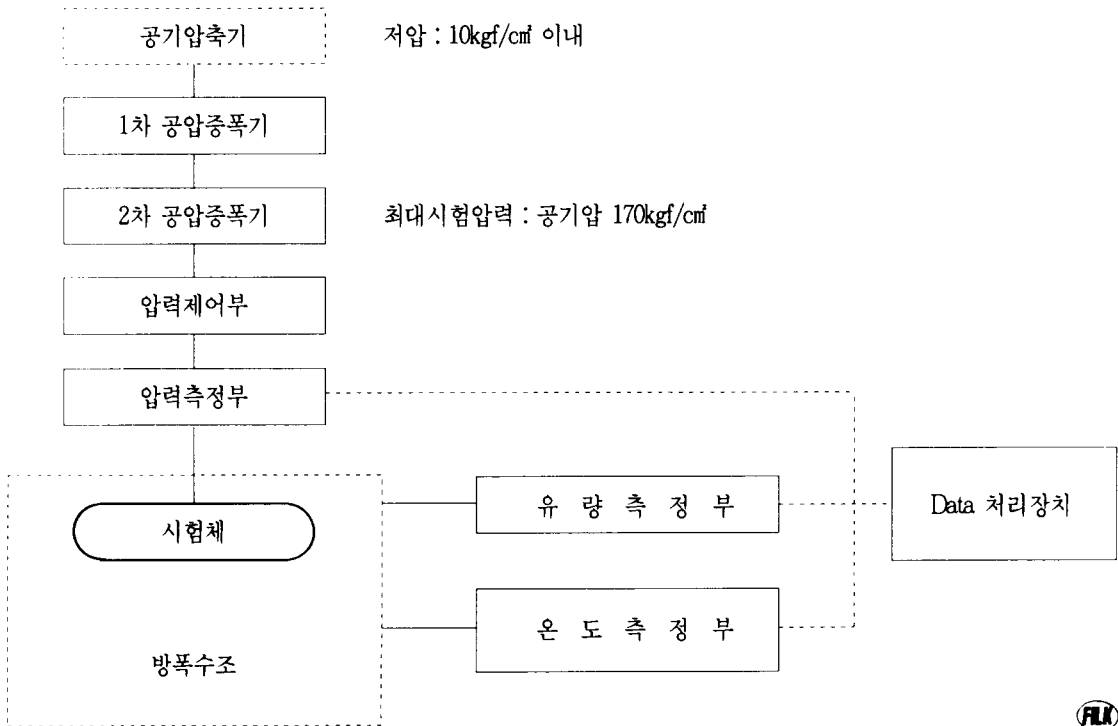 공기압축기
저압 : 10kgf/㎠ 이내
1차 공압증폭기
2차 공압증폭기
최대시험압력 : 공기압 170kgf/㎠
압력제어부
압력측정부
시험체
유 량 측 정 부
Data 처리장치
온 도 측 정 부
방폭수조